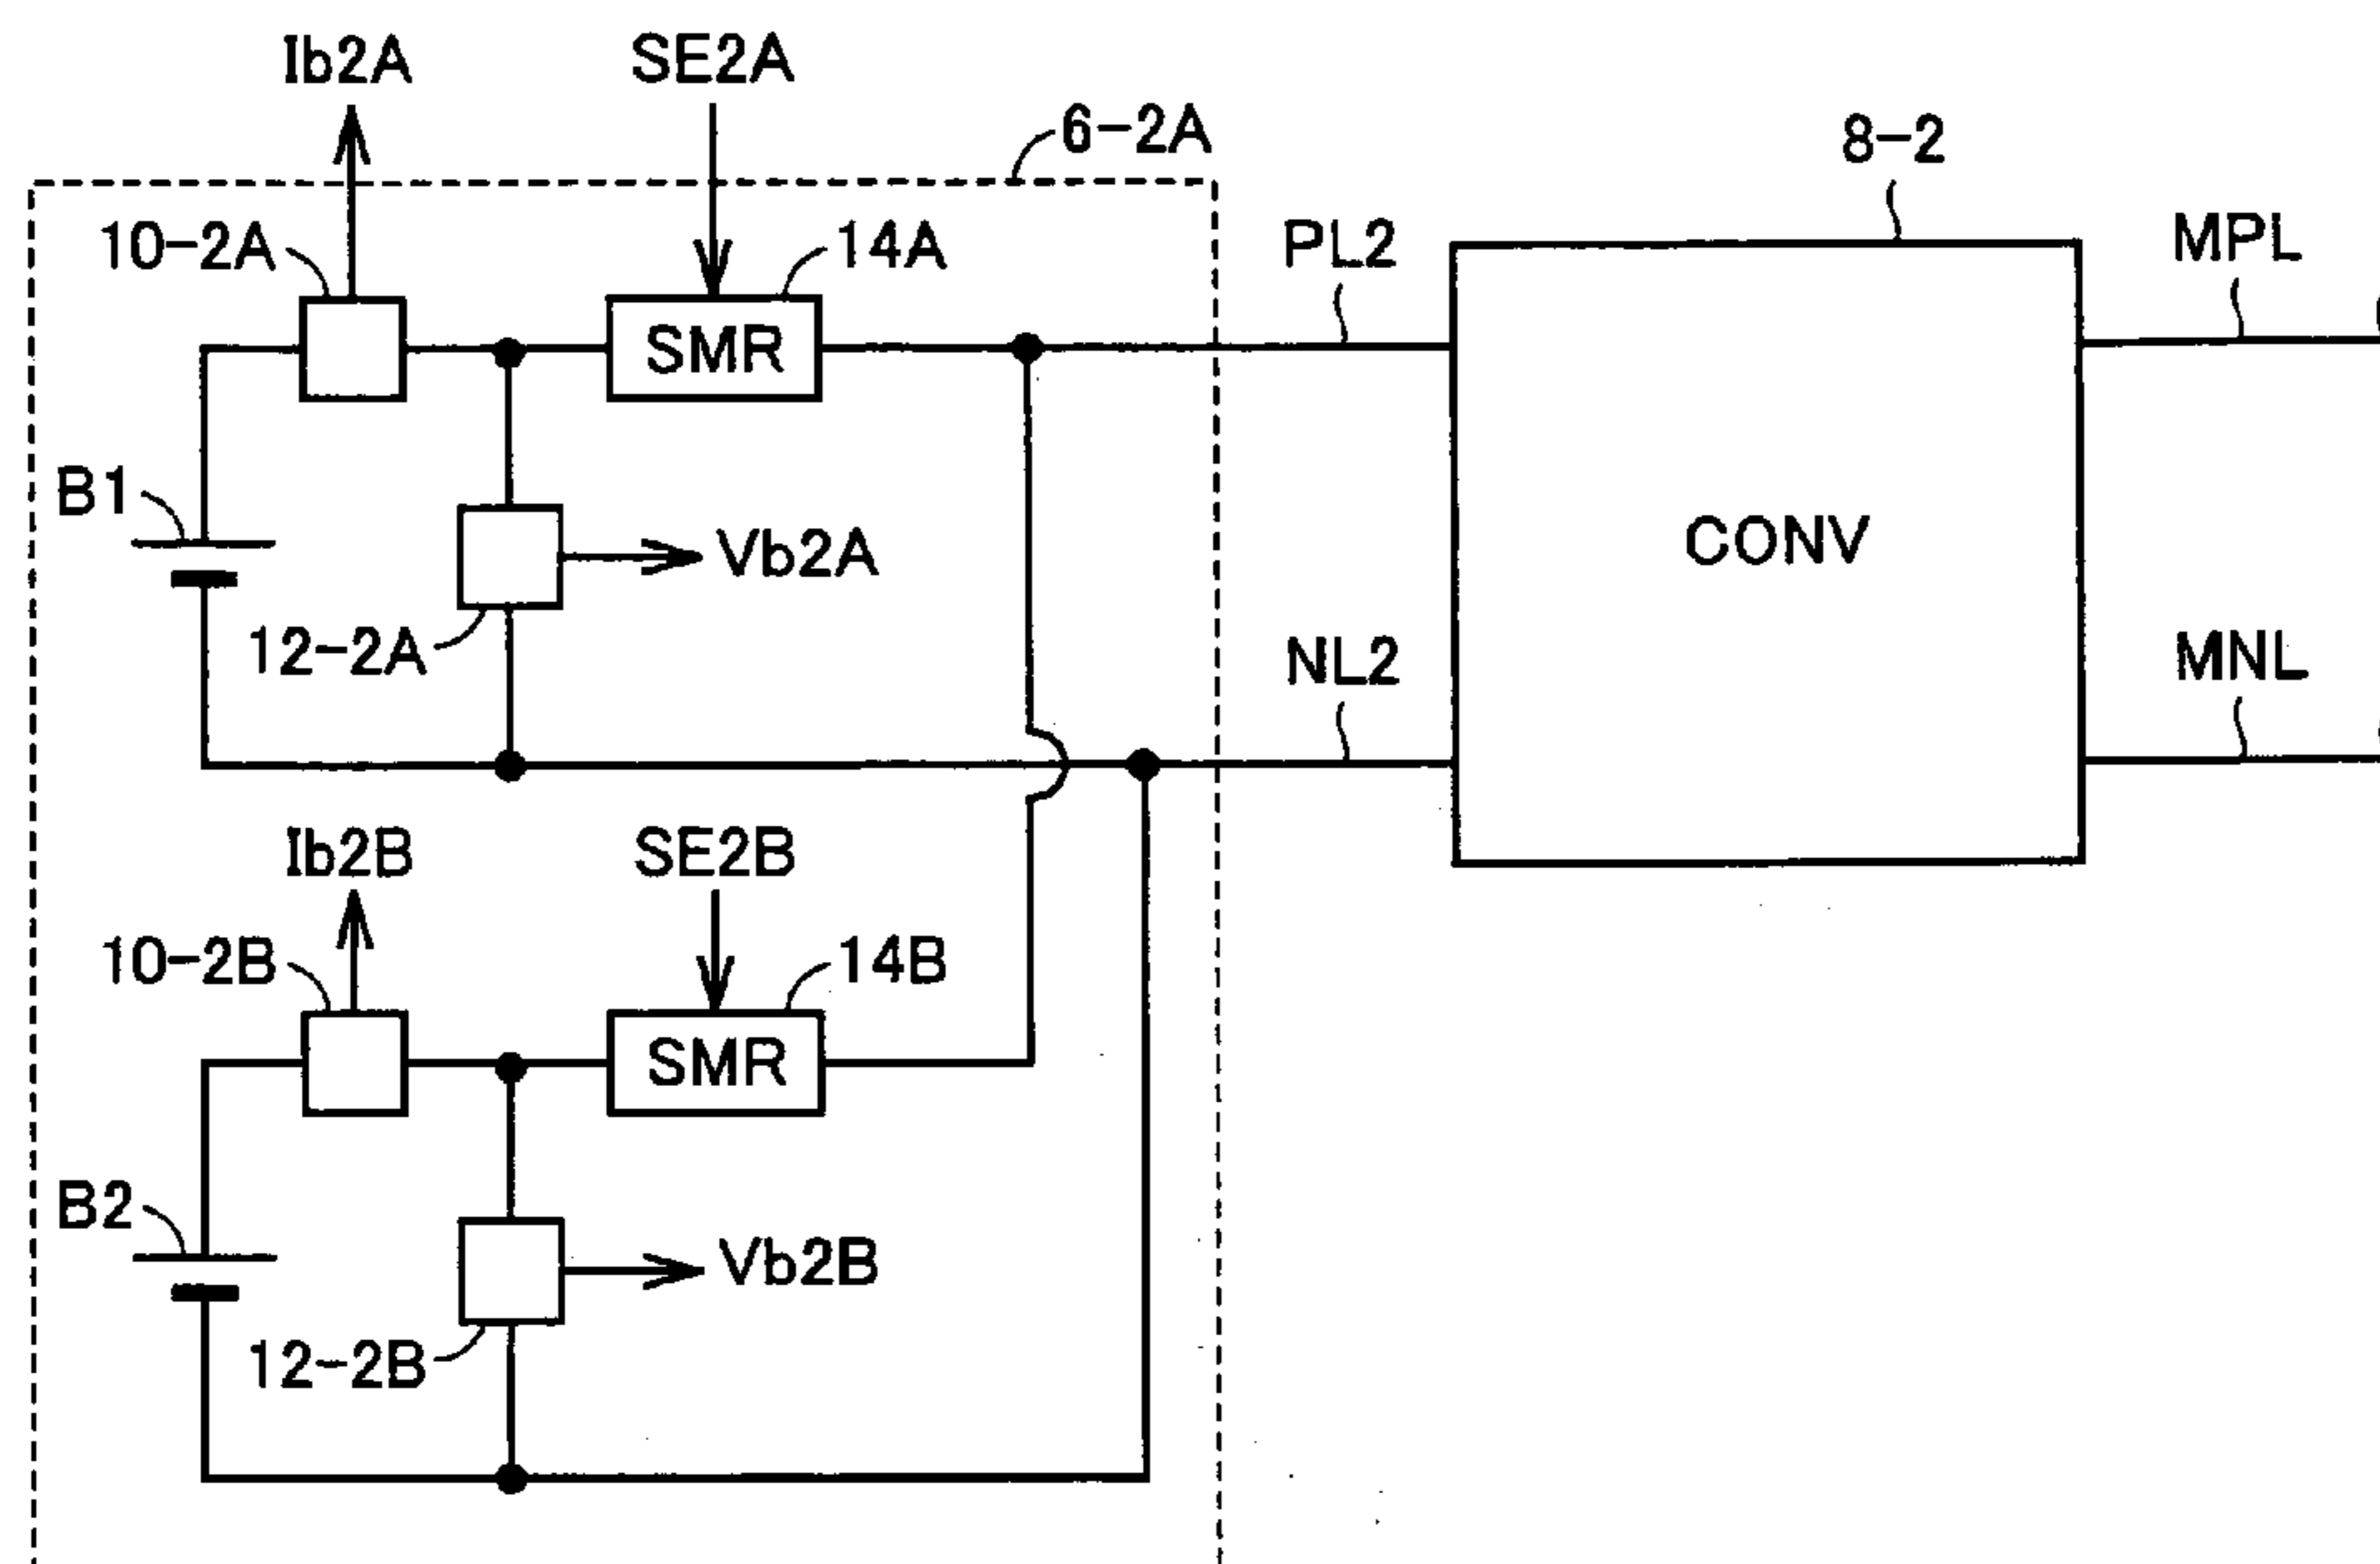 Ib2A
SE2A
6-2A
8-2
10-2A
14A
PL2
MPL
SMR
B1
Vb2A
CONV
12-2A
NL2
MNL
Ib2B
SE2B
10-2B
14B
SMR
B2
Vb2B
12-2B